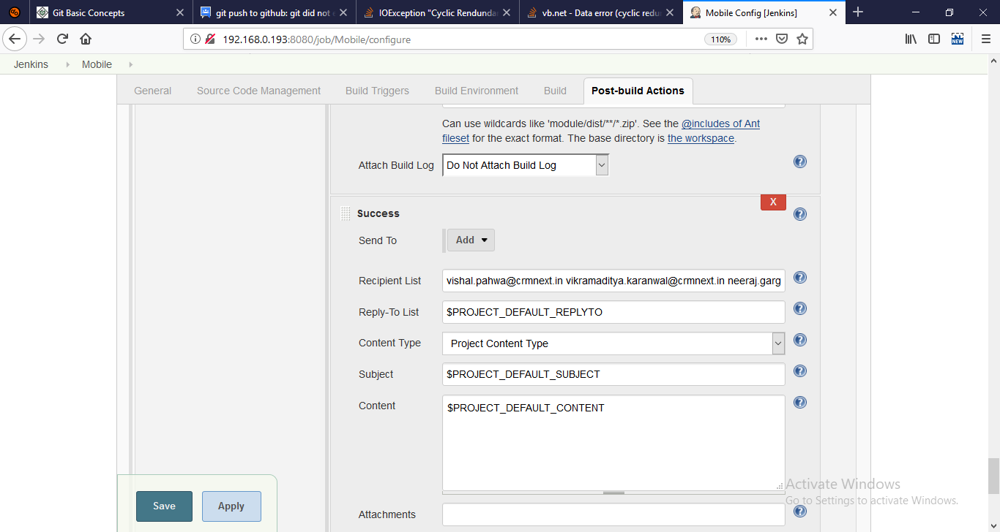 Git Basic Concepts
git push to github: git did not e
IOException "Cyclic Rendunda
vb.net - Data error (cyclic redu
Mobile Config [Jenkins]
192.168.0.193:8080/job/Mobile/configure
110%
NEW
Jenkins
Mobile
General
Source Code Management
Build Triggers
Build Environment
Build
Post-build Actions
Can use wildcards like 'module/dist/**/*.zip'. See the @includes of Ant
fileset for the exact format. The base directory is the workspace.
Attach Build Log
Do Not Attach Build Log
X
Success
Send To
Add
Recipient List
vishal.pahwa@crmnext.in vikramaditya.karanwal@crmnext.in neeraj.garg
Reply-To List
$PROJECT_DEFAULT_REPLYTO
Content Type
Project Content Type
Subject
$PROJECT_DEFAULT_SUBJECT
Content
$PROJECT_DEFAULT_CONTENT
Attachments
Save
Apply
Activate Windows
Go to Settings to activate Windows.